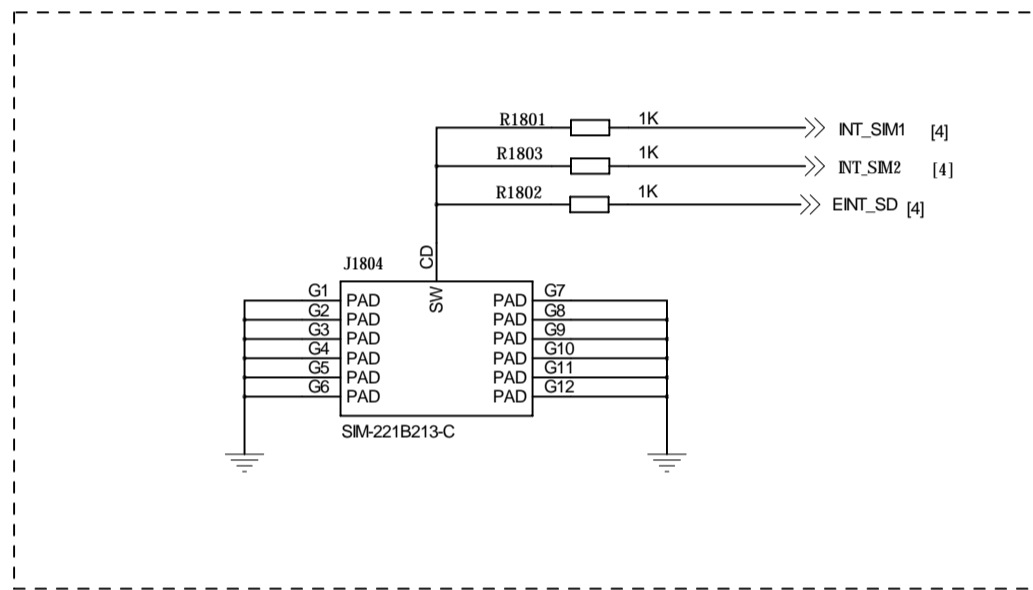 R1801 1K INT_SIM1 [4]
R1803 1K INT_SIM2 [4]
R1802 1K EINT_SD [4]
CD
J1804
SW
G1 PAD PAD G7
G2 PAD PAD G8
G3 PAD PAD G9
G4 PAD PAD G10
G5 PAD PAD G11
G6 PAD PAD G12
SIM-221B213-C